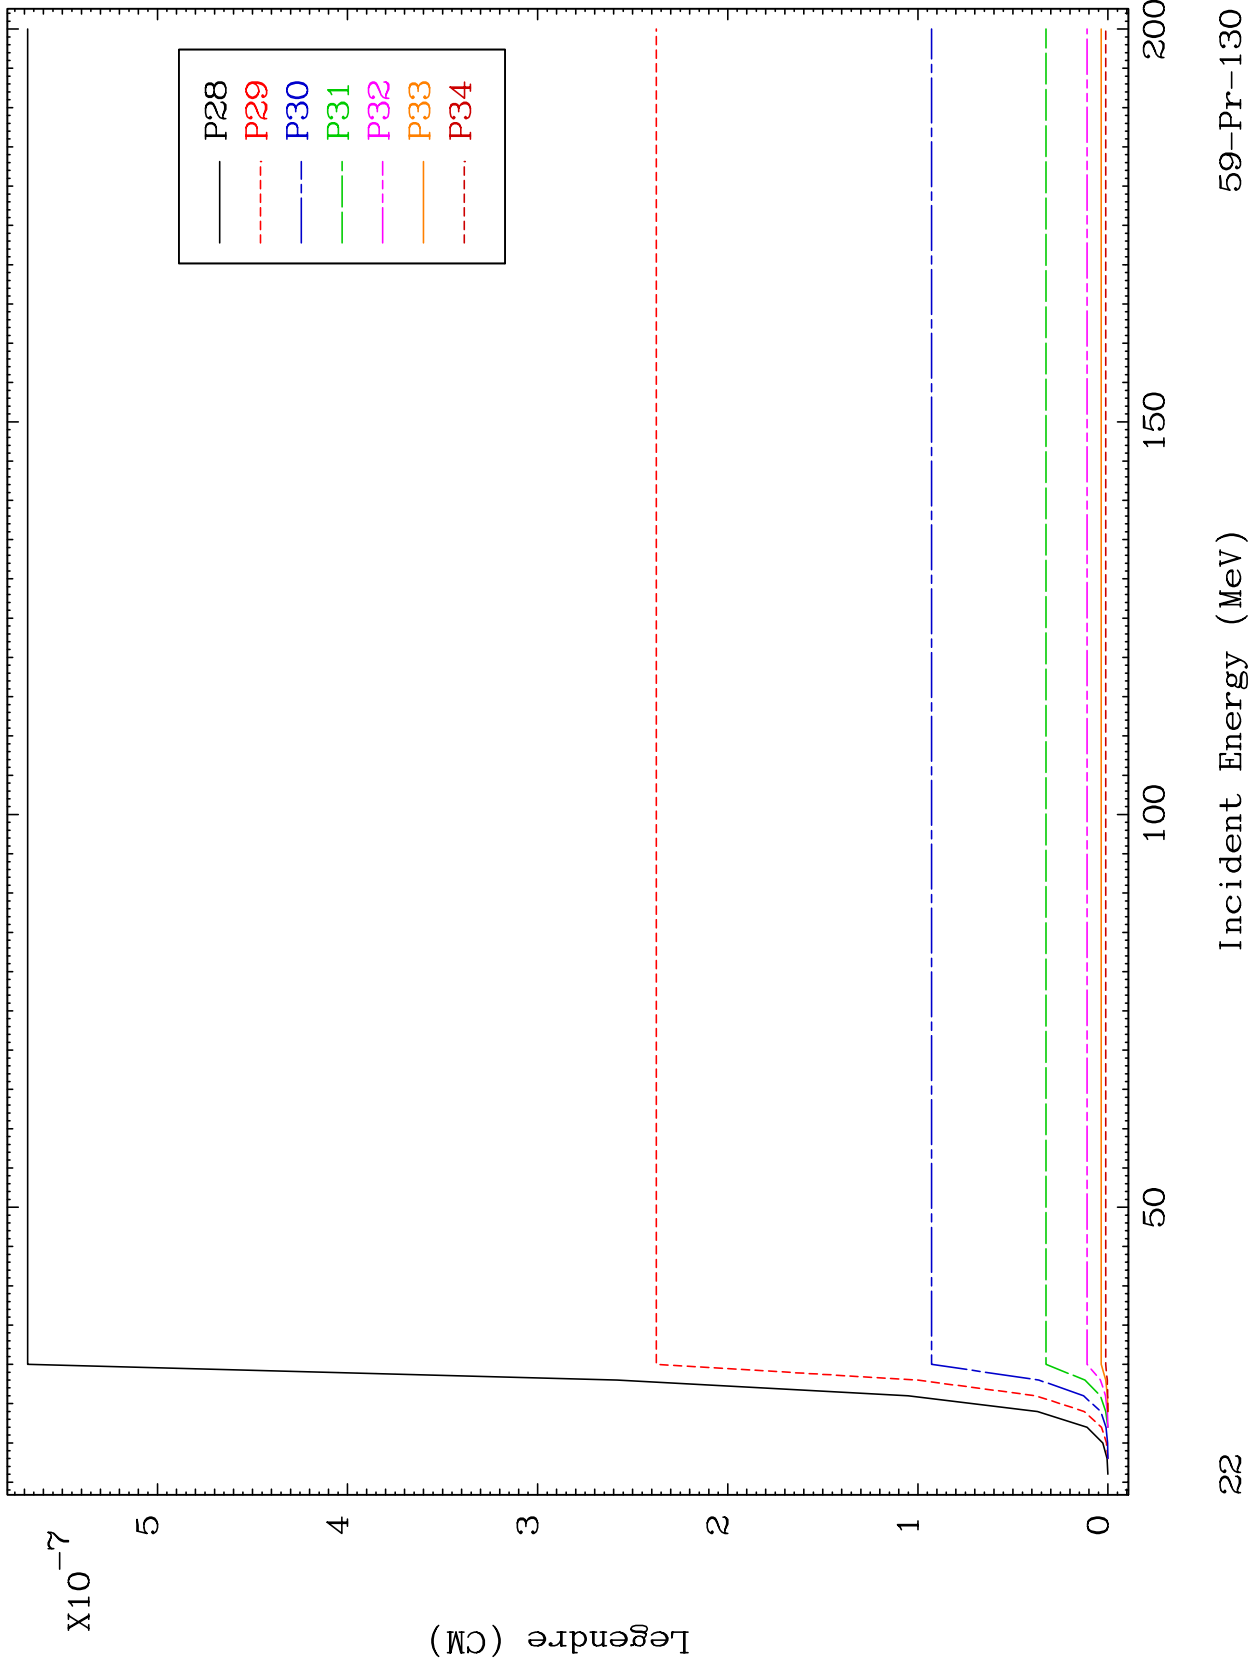 X10-7
Legendre (CM)
5
4
3
2
1
0
P28
P29
P30
P31
P32
P33
P34
50
100
150
200
Incident Energy (MeV)
22
59-Pr-130